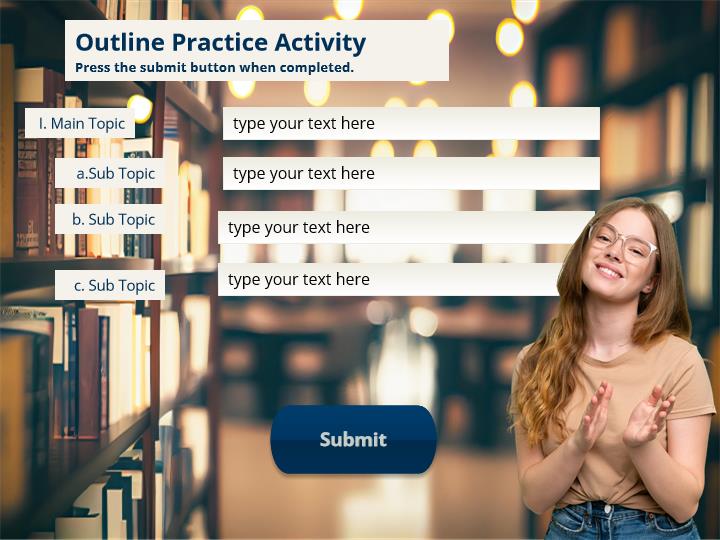 Outline Practice Activity
Press the submit button when completed.
I. Main Topic
type your text here
a.Sub Topic
type your text here
b. Sub Topic
type your text here
c. Sub Topic
type your text here
Submit